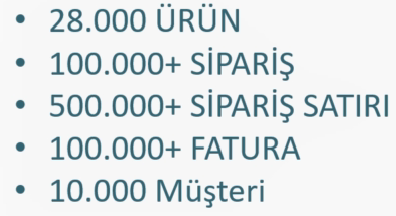 • 28.000 ÜRÜN
• 100.000+ SİPARİŞ
• 500.000+ SİPARİŞ SATIRI
• 100.000+ FATURA
• 10.000 Müşteri